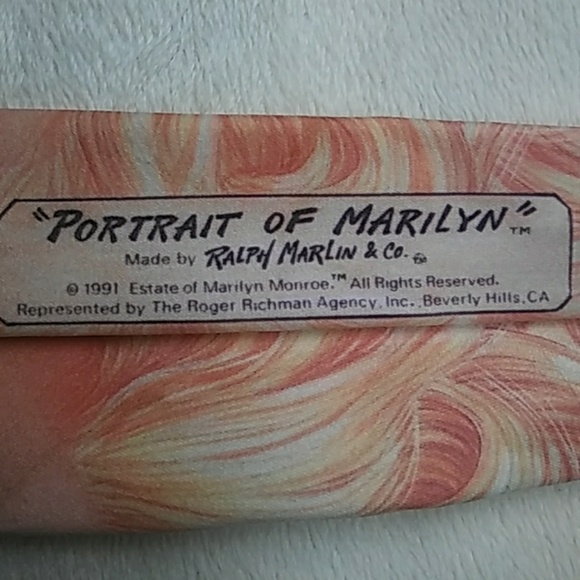 "PORTRAIT OF MARILYN"™
Made by RALPH MARLIN & Co.
© 1991 Estate of Marilyn Monroe.™ All Rights Reserved.
Represented by The Roger Richman Agency, Inc., Beverly Hills, CA